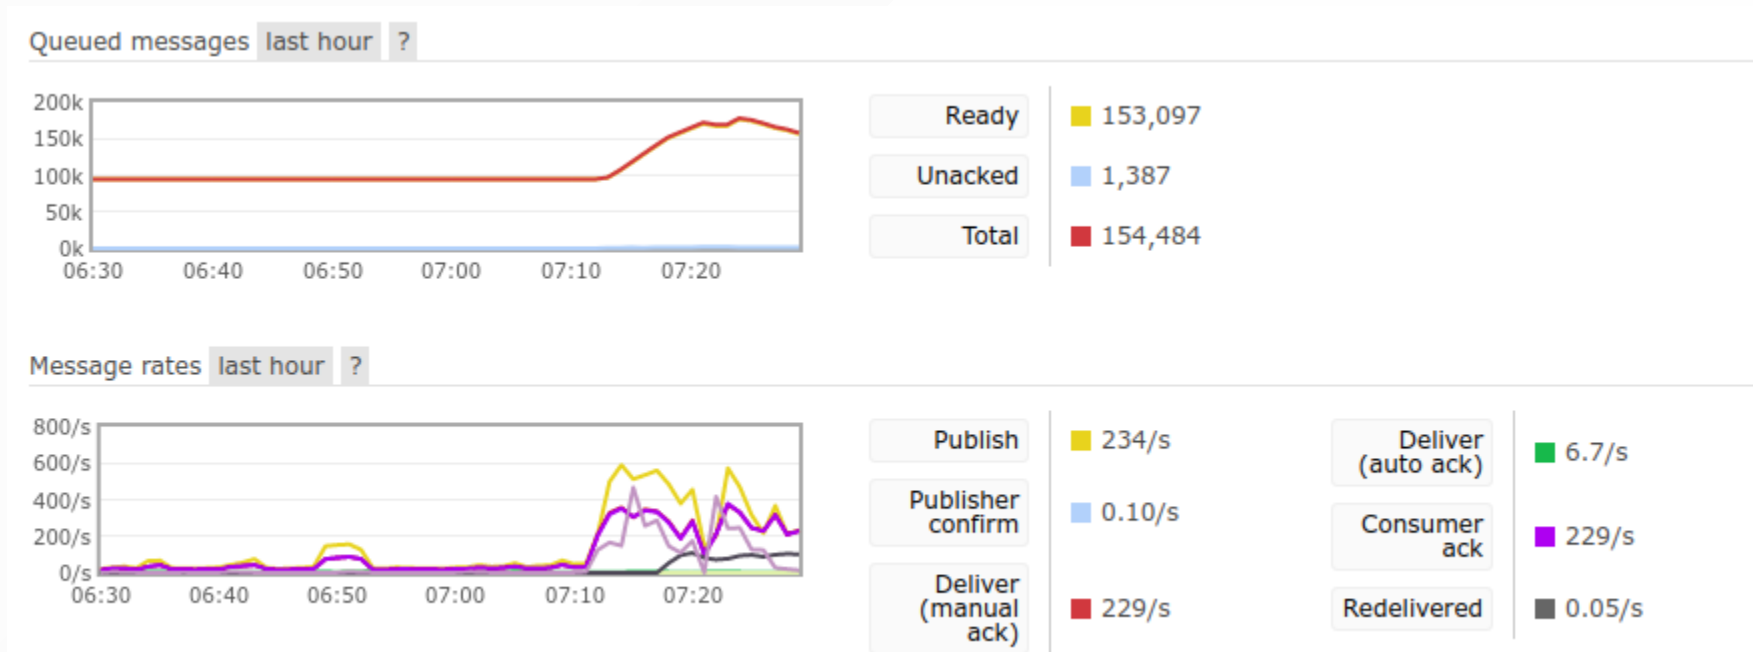 Queued messages last hour ?
200k
150k
100k
50k
0k
06:30 06:40 06:50 07:00 07:10 07:20
Ready 153,097
Unacked 1,387
Total 154,484
Message rates last hour ?
800/s
600/s
400/s
200/s
0/s
06:30 06:40 06:50 07:00 07:10 07:20
Publish 234/s
Publisher
confirm 0.10/s
Deliver
(manual
ack) 229/s
Deliver
(auto ack) 6.7/s
Consumer
ack 229/s
Redelivered 0.05/s